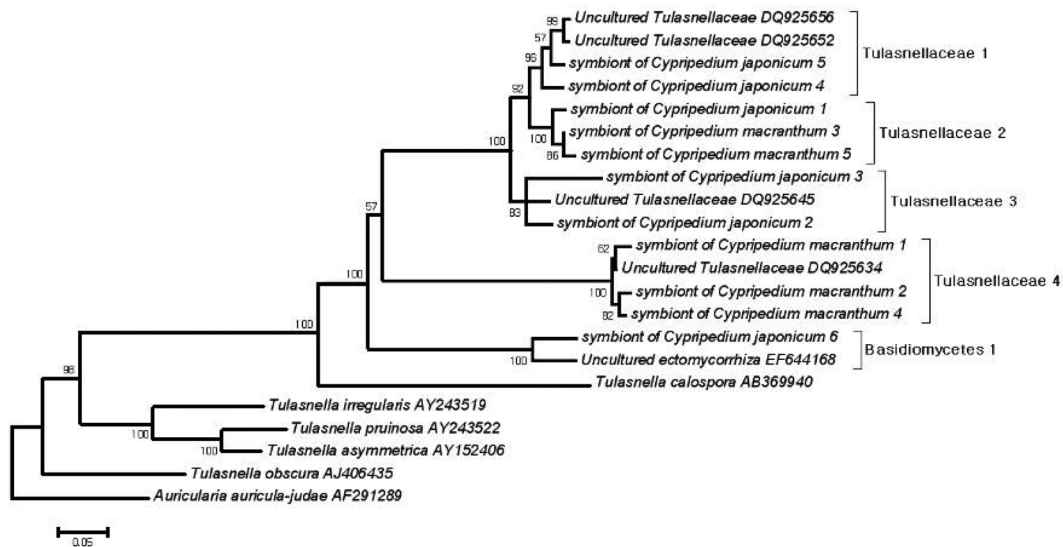 99
Uncultured Tulasnellaceae DQ925656
Uncultured Tulasnellaceae DQ925652
57
symbiont of Cypripedium japonicum 5
95
symbiont of Cypripedium japonicum 4
Tulasnellaceae 1
92
symbiont of Cypripedium japonicum 1
100
symbiont of Cypripedium macranthum 3
86
symbiont of Cypripedium macranthum 5
Tulasnellaceae 2
100
symbiont of Cypripedium japonicum 3
Uncultured Tulasnellaceae DQ925645
83
symbiont of Cypripedium japonicum 2
Tulasnellaceae 3
57
62
symbiont of Cypripedium macranthum 1
Uncultured Tulasnellaceae DQ925634
100
symbiont of Cypripedium macranthum 2
82
symbiont of Cypripedium macranthum 4
Tulasnellaceae 4
100
symbiont of Cypripedium japonicum 6
100
Uncultured ectomycorrhiza EF644168
Basidiomycetes 1
100
Tulasnella calospora AB369940
98
Tulasnella irregularis AY243519
100
Tulasnella pruinosa AY243522
100
Tulasnella asymmetrica AY152406
Tulasnella obscura AJ406435
Auricularia auricula-judae AF291289
0.05